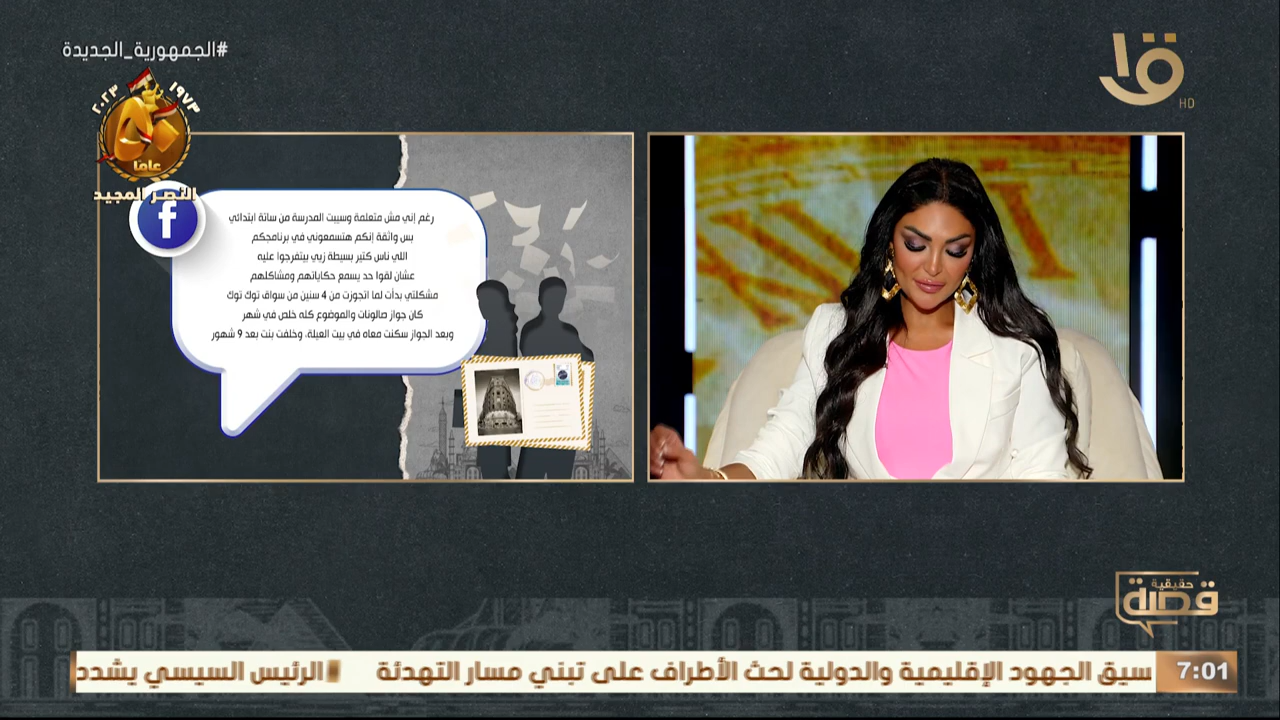 #الجمهورية_الجديدة
١٩٧٣ ٢٠٢٣
٥٠
عاما
النصر المجيد
HD
f
رغم إني مش متعلمة وسيبت المدرسة من ساتة ابتدائي
بس واثقة إنكم هتسمعوني في برنامجكم
اللي ناس كتير بسيطة زيي بيتفرجوا عليه
عشان لقوا حد يسمع حكاياتهم ومشاكلهم
مشكلتي بدأت لما اتجوزت من 4 سنين من سواق توك توك
كان جواز صالونات والموضوع كله خلص في شهر
وبعد الجواز سكنت معاه في بيت العيلة، وخلفت بنت بعد 9 شهور
قصة حقيقية
7:01
سيق الجهود الإقليمية والدولية لحث الأطراف على تبني مسار التهدئة
الرئيس السيسي يشدد